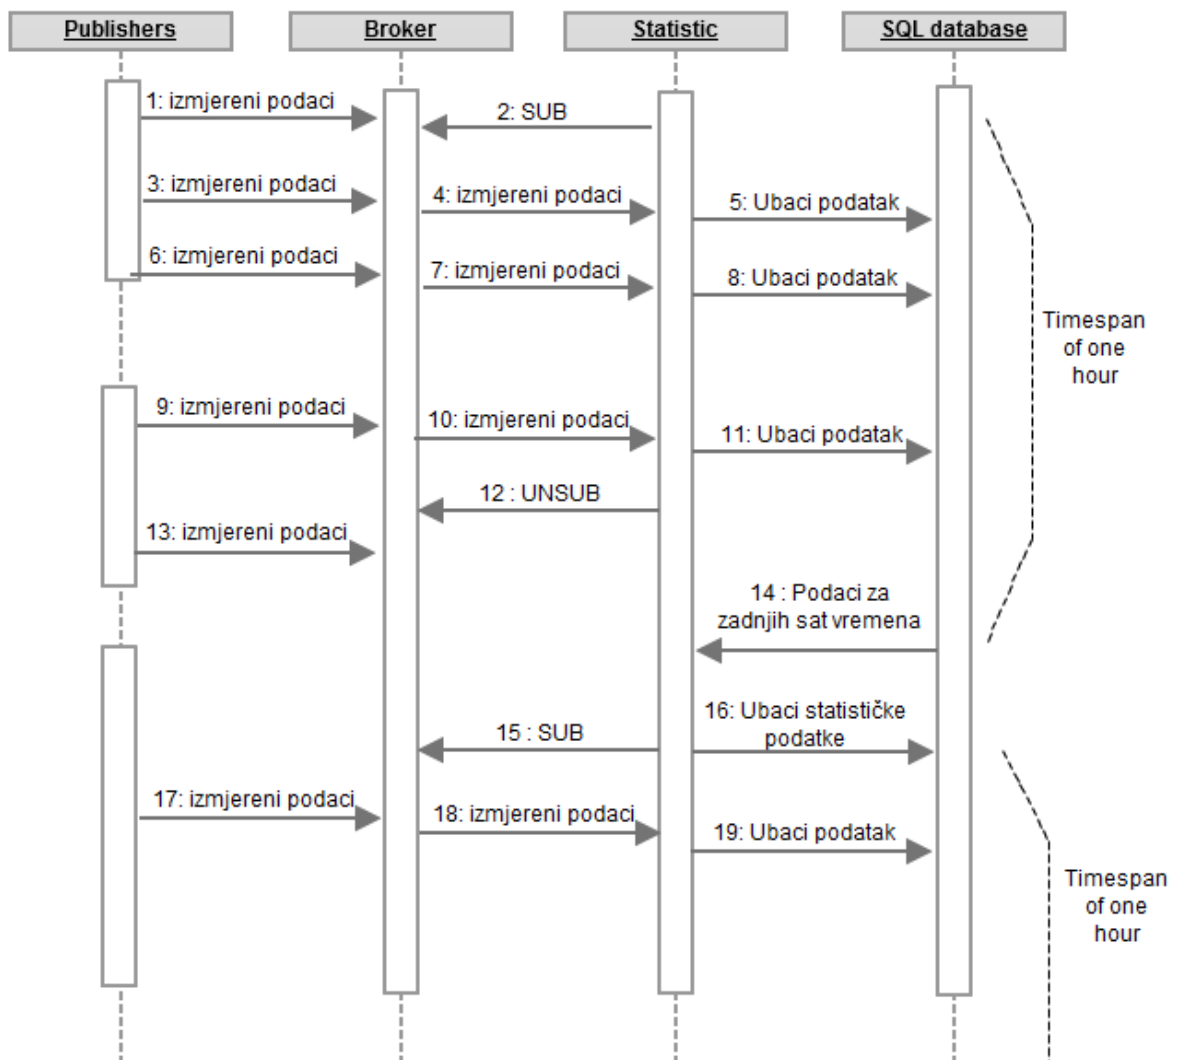 Publishers
Broker
Statistic
SQL database
1: izmjereni podaci
2: SUB
3: izmjereni podaci
4: izmjereni podaci
5: Ubaci podatak
6: izmjereni podaci
7: izmjereni podaci
8: Ubaci podatak
Timespan
of one
hour
9: izmjereni podaci
10: izmjereni podaci
11: Ubaci podatak
12 : UNSUB
13: izmjereni podaci
14 : Podaci za
zadnjih sat vremena
15 : SUB
16: Ubaci statističke
podatke
17: izmjereni podaci
18: izmjereni podaci
19: Ubaci podatak
Timespan
of one
hour